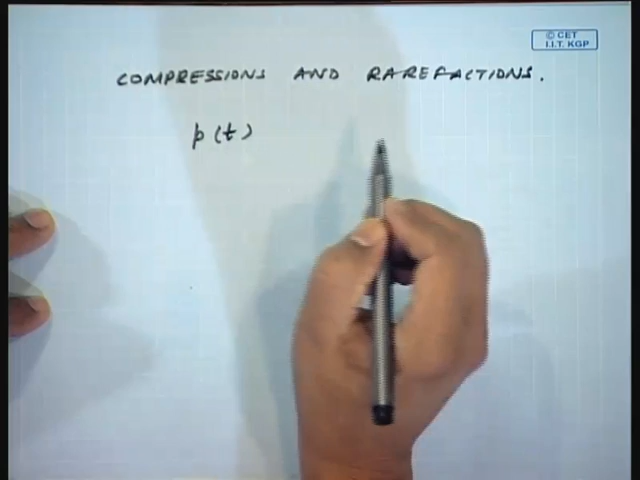 © CET
I.I.T. KGP
COMPRESSIONS AND RAREFACTIONS.
p(t)